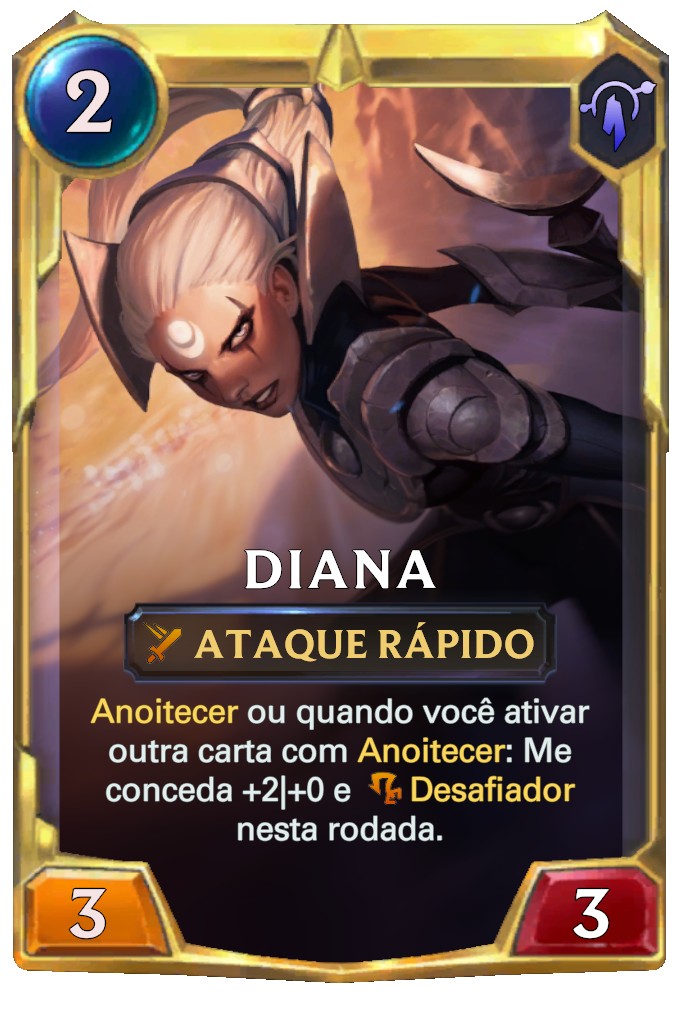 2
DIANA
ATAQUE RÁPIDO
Anoitecer ou quando você ativar
outra carta com Anoitecer: Me
conceda +2|+0 e Desafiador
nesta rodada.
3 3